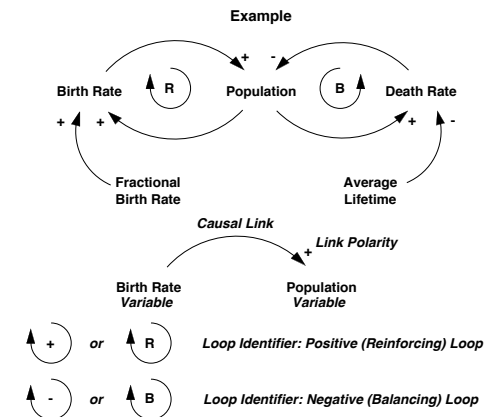 Example
+ -
Birth Rate R Population B Death Rate
+ + + -
Fractional
Birth Rate
Average
Lifetime
Causal Link
+ Link Polarity
Birth Rate
Variable
Population
Variable
+ or R Loop Identifier: Positive (Reinforcing) Loop
- or B Loop Identifier: Negative (Balancing) Loop